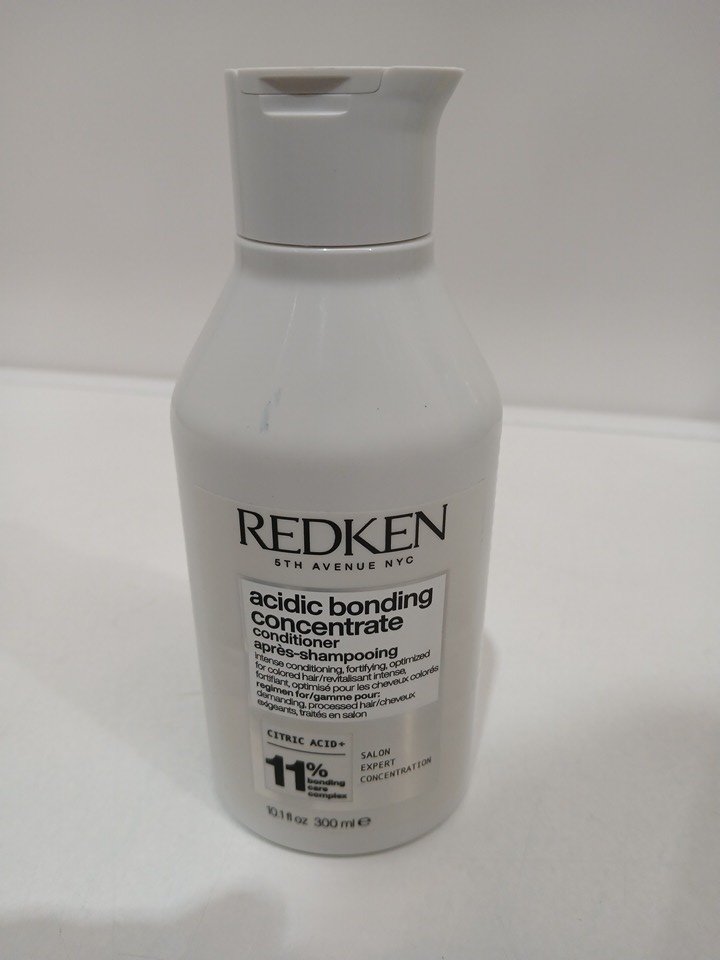 REDKEN
5TH AVENUE NYC
acidic bonding
concentrate
conditioner
après-shampooing
intense conditioning, fortifying, optimized
for colored hair/revitalisant intense,
fortifiant, optimisé pour les cheveux colorés
regimen for/gamme pour:
demanding, processed hair/cheveux
exigeants, traités en salon
CITRIC ACID+
11%
bonding
care
complex
SALON
EXPERT
CONCENTRATION
10.1 fl oz 300 ml ℮